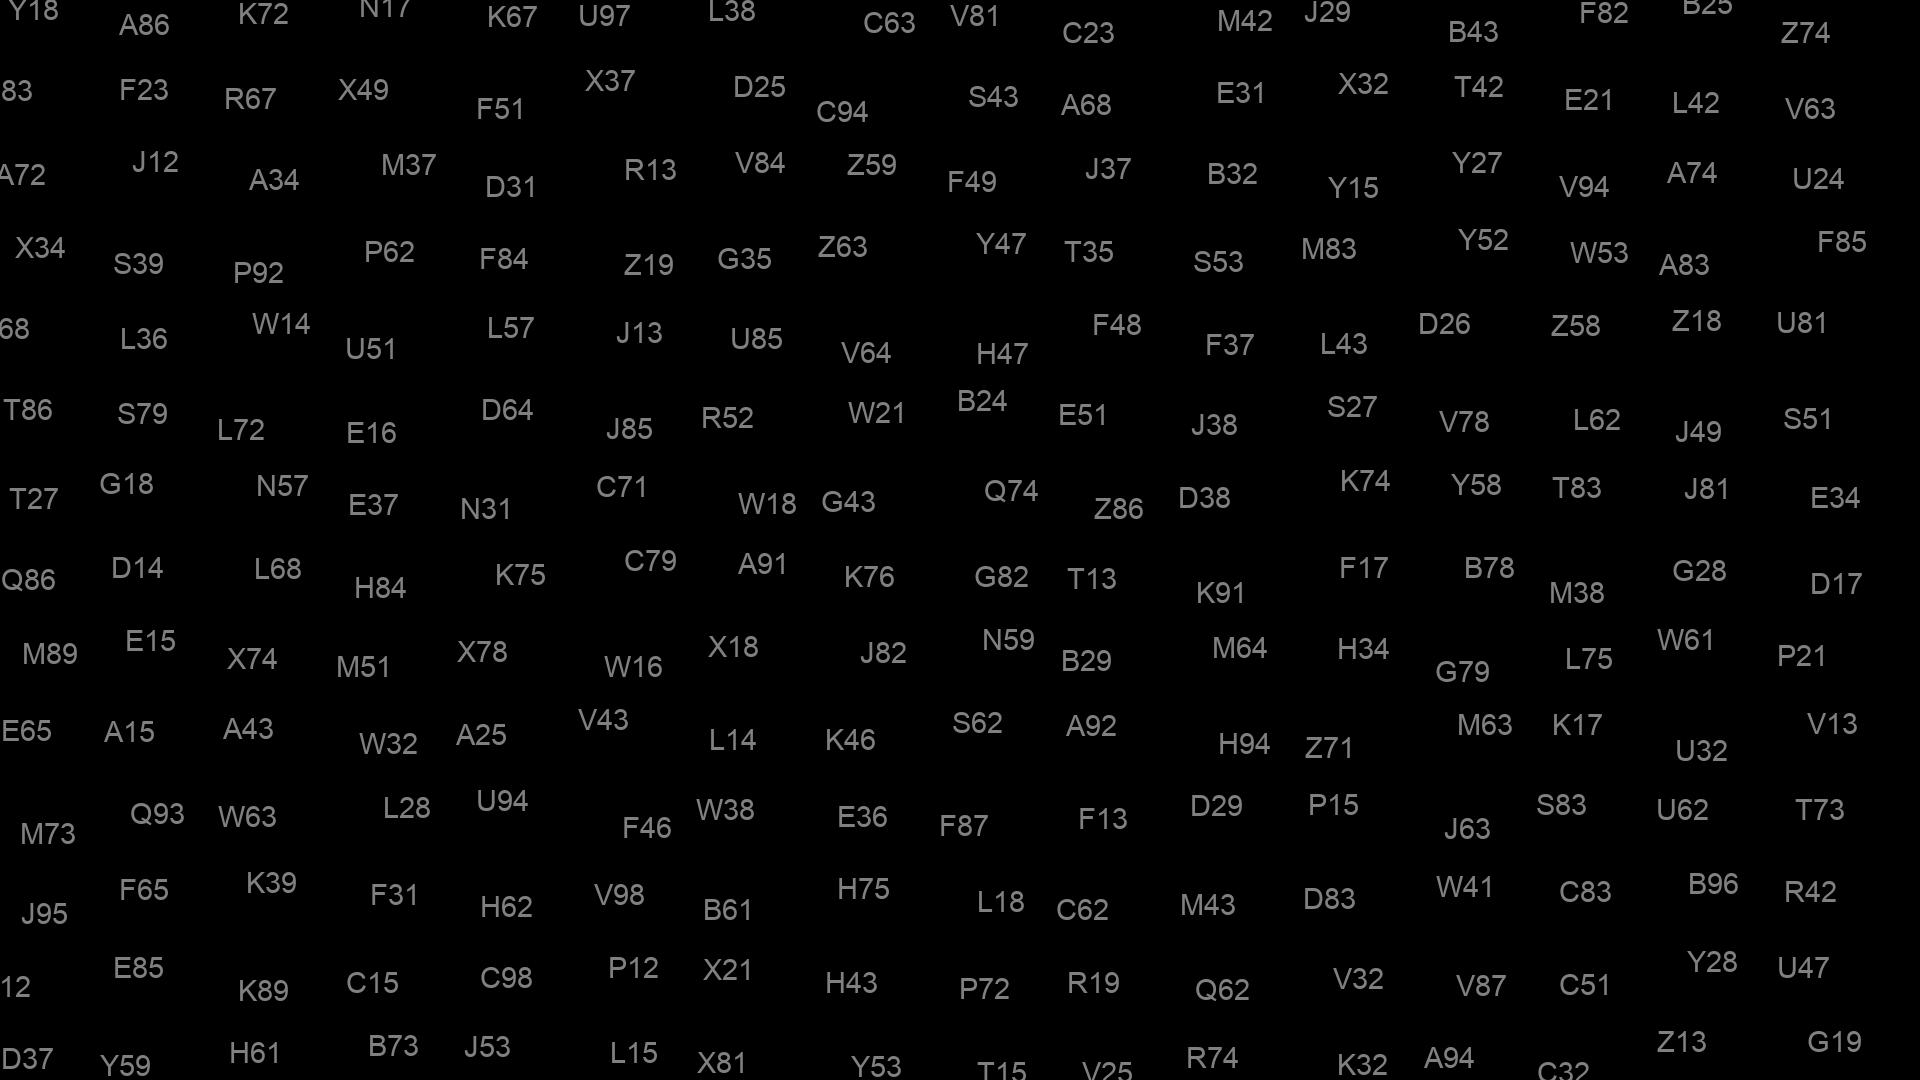 Y18 A86 K72 N17 K67 U97 L38 C63 V81 C23 M42 J29 B43 F82 B25 Z74
83 F23 R67 X49 F51 X37 D25 C94 S43 A68 E31 X32 T42 E21 L42 V63
A72 J12 A34 M37 D31 R13 V84 Z59 F49 J37 B32 Y15 Y27 V94 A74 U24
X34 S39 P92 P62 F84 Z19 G35 Z63 Y47 T35 S53 M83 Y52 W53 A83 F85
68 L36 W14 U51 L57 J13 U85 V64 H47 F48 F37 L43 D26 Z58 Z18 U81
T86 S79 L72 E16 D64 J85 R52 W21 B24 E51 J38 S27 V78 L62 J49 S51
T27 G18 N57 E37 N31 C71 W18 G43 Q74 Z86 D38 K74 Y58 T83 J81 E34
Q86 D14 L68 H84 K75 C79 A91 K76 G82 T13 K91 F17 B78 M38 G28 D17
M89 E15 X74 M51 X78 W16 X18 J82 N59 B29 M64 H34 G79 L75 W61 P21
E65 A15 A43 W32 A25 V43 L14 K46 S62 A92 H94 Z71 M63 K17 U32 V13
M73 Q93 W63 L28 U94 F46 W38 E36 F87 F13 D29 P15 J63 S83 U62 T73
J95 F65 K39 F31 H62 V98 B61 H75 L18 C62 M43 D83 W41 C83 B96 R42
12 E85 K89 C15 C98 P12 X21 H43 P72 R19 Q62 V32 V87 C51 Y28 U47
D37 Y59 H61 B73 J53 L15 X81 Y53 T15 V25 R74 K32 A94 C32 Z13 G19